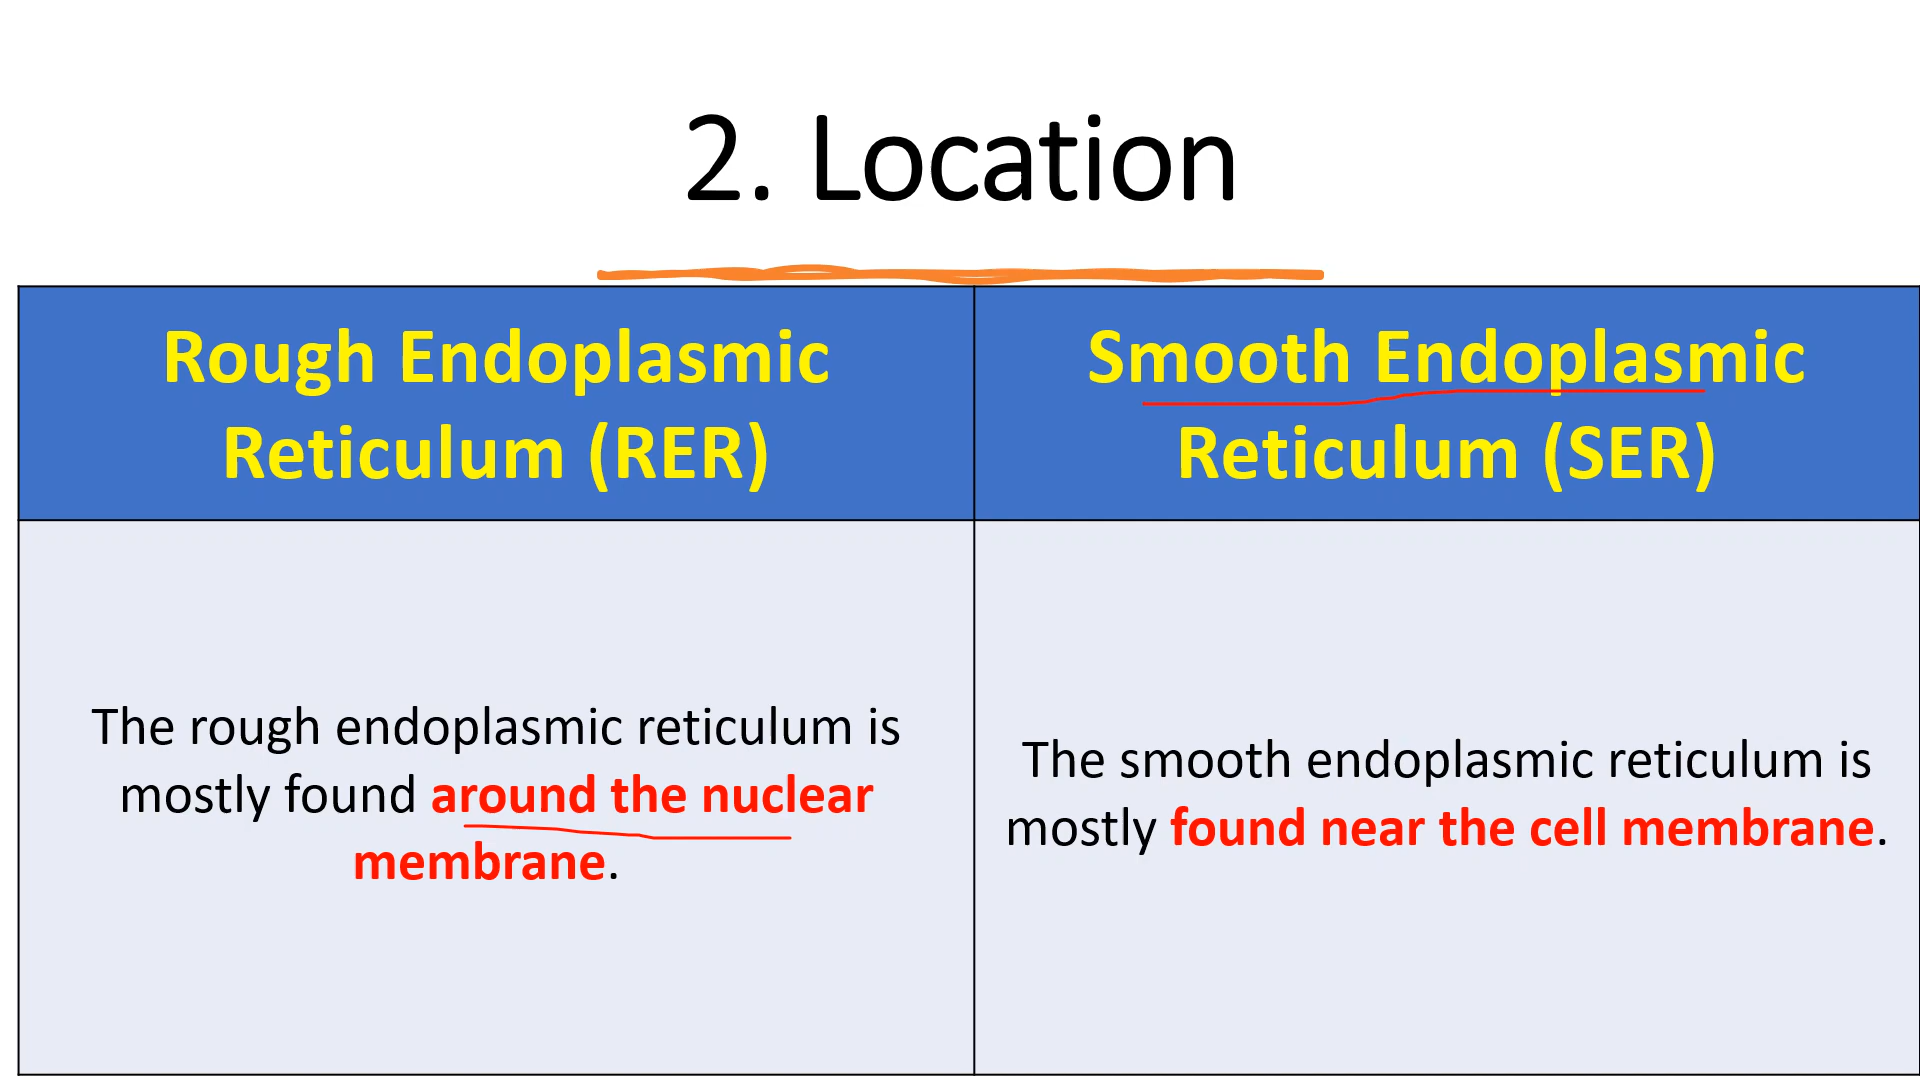 2. Location
Rough Endoplasmic
Reticulum (RER)
Smooth Endoplasmic
Reticulum (SER)
The rough endoplasmic reticulum is
mostly found around the nuclear
membrane.
The smooth endoplasmic reticulum is
mostly found near the cell membrane.